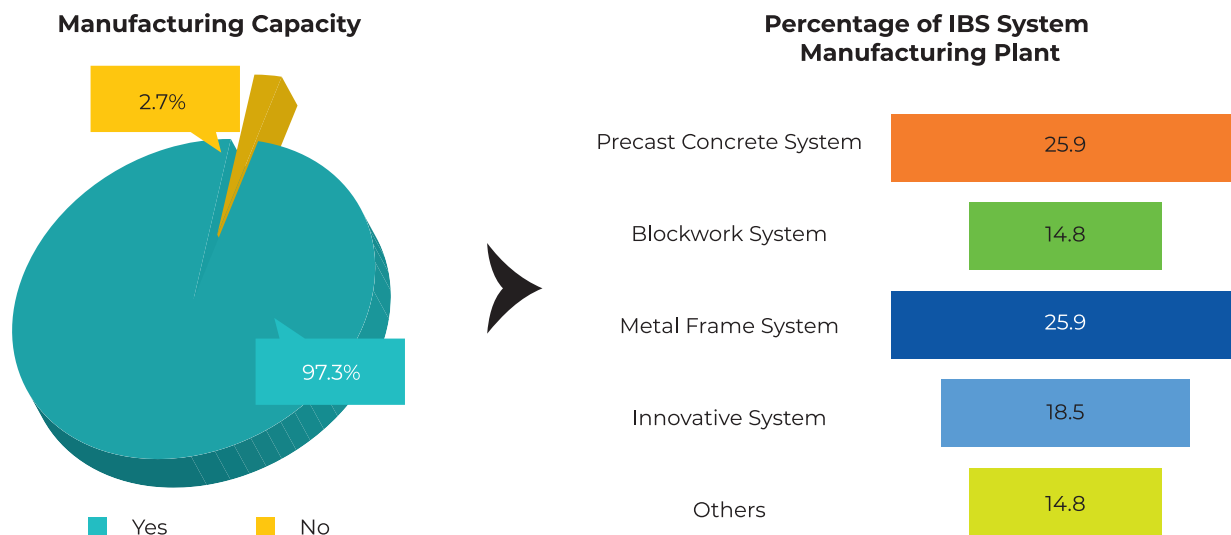 Manufacturing Capacity
2.7%
97.3%
Yes
No
Percentage of IBS System
Manufacturing Plant
Precast Concrete System
25.9
Blockwork System
14.8
Metal Frame System
25.9
Innovative System
18.5
Others
14.8